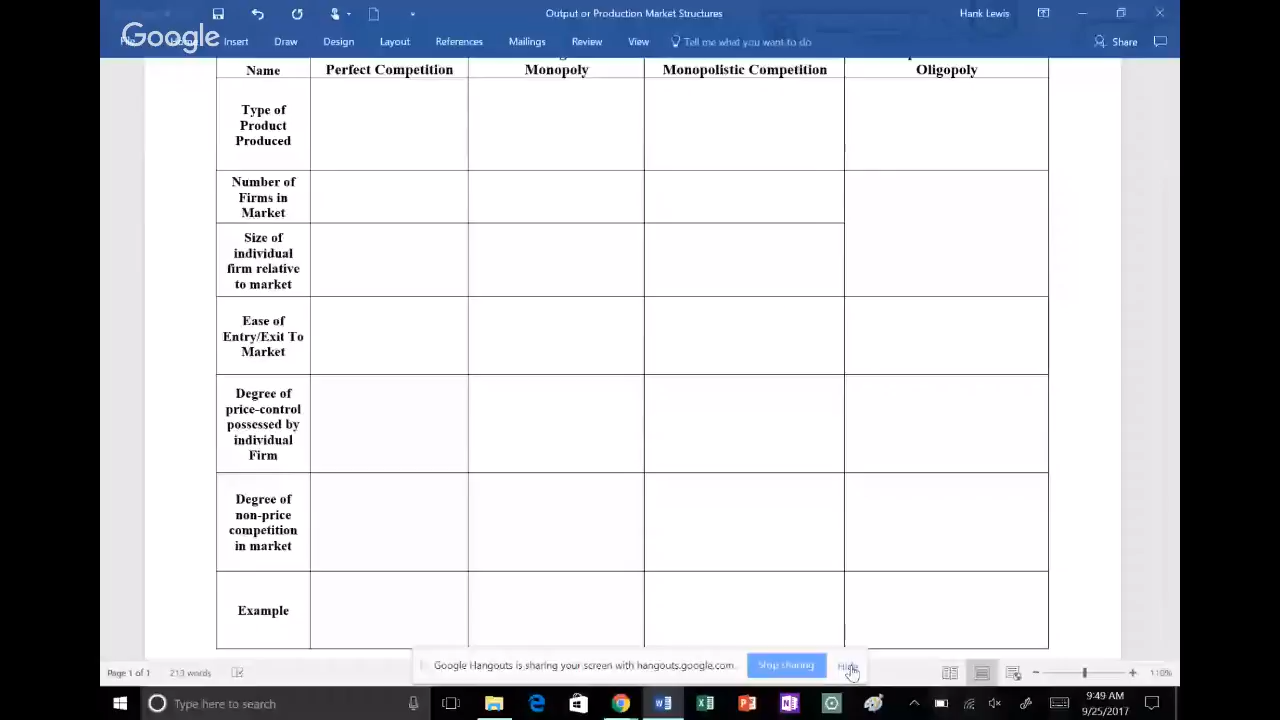 Output or Production Market Structures
Hank Lewis
Google
Insert
Draw
Design
Layout
References
Mailings
Review
View
Tell me what you want to do
Share
Name
Perfect Competition
Monopoly
Monopolistic Competition
Oligopoly
Type of
Product
Produced
Number of
Firms in
Market
Size of
individual
firm relative
to market
Ease of
Entry/Exit To
Market
Degree of
price-control
possessed by
individual
Firm
Degree of
non-price
competition
in market
Example
Google Hangouts is sharing your screen with hangouts.google.com.
Stop sharing
Hide
Page 1 of 1
213 words
110%
Type here to search
9:49 AM
9/25/2017